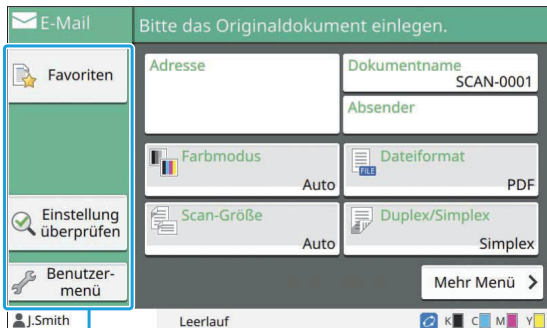 E-Mail
Bitte das Originaldokument einlegen.
Favoriten
Einstellung
überprüfen
Benutzer-
menü
Adresse
Dokumentname
SCAN-0001
Absender
Farbmodus
Auto
Dateiformat
FILE
PDF
Scan-Größe
Auto
Duplex/Simplex
Simplex
Mehr Menü
J.Smith
Leerlauf
K C M Y